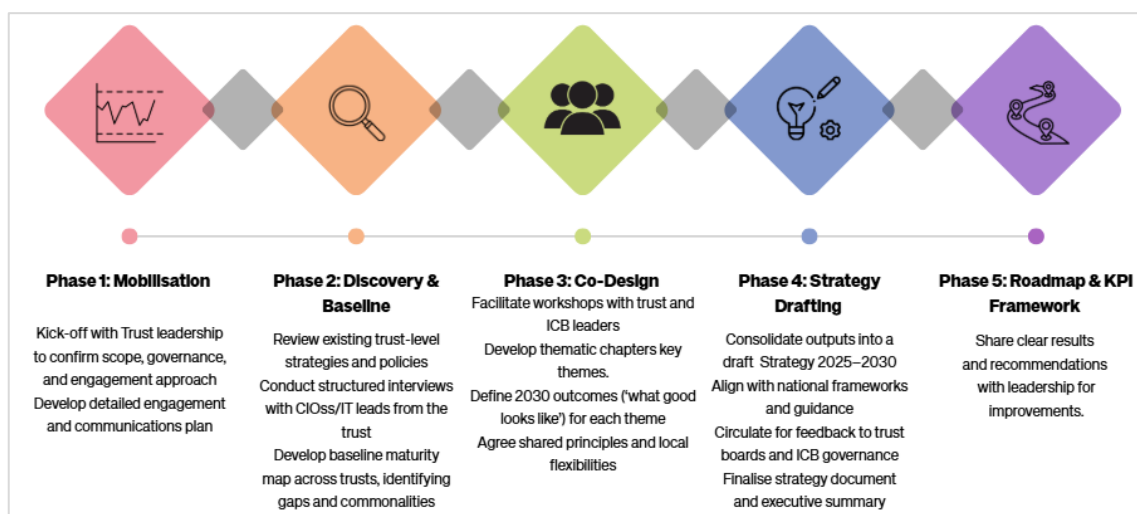 Phase 1: Mobilisation
Kick-off with Trust leadership
to confirm scope, governance,
and engagement approach
Develop detailed engagement
and communications plan
Phase 2: Discovery &
Baseline
Review existing trust-level
strategies and policies
Conduct structured interviews
with CIOss/IT leads from the
trust
Develop baseline maturity
map across trusts, identifying
gaps and commonalities
Phase 3: Co-Design
Facilitate workshops with trust and
ICB leaders
Develop thematic chapters key
themes.
Define 2030 outcomes ('what good
looks like') for each theme
Agree shared principles and local
flexibilities
Phase 4: Strategy
Drafting
Consolidate outputs into a
draft Strategy 2025–2030
Align with national frameworks
and guidance
Circulate for feedback to trust
boards and ICB governance
Finalise strategy document
and executive summary
Phase 5: Roadmap & KPI
Framework
Share clear results
and recommendations
with leadership for
improvements.